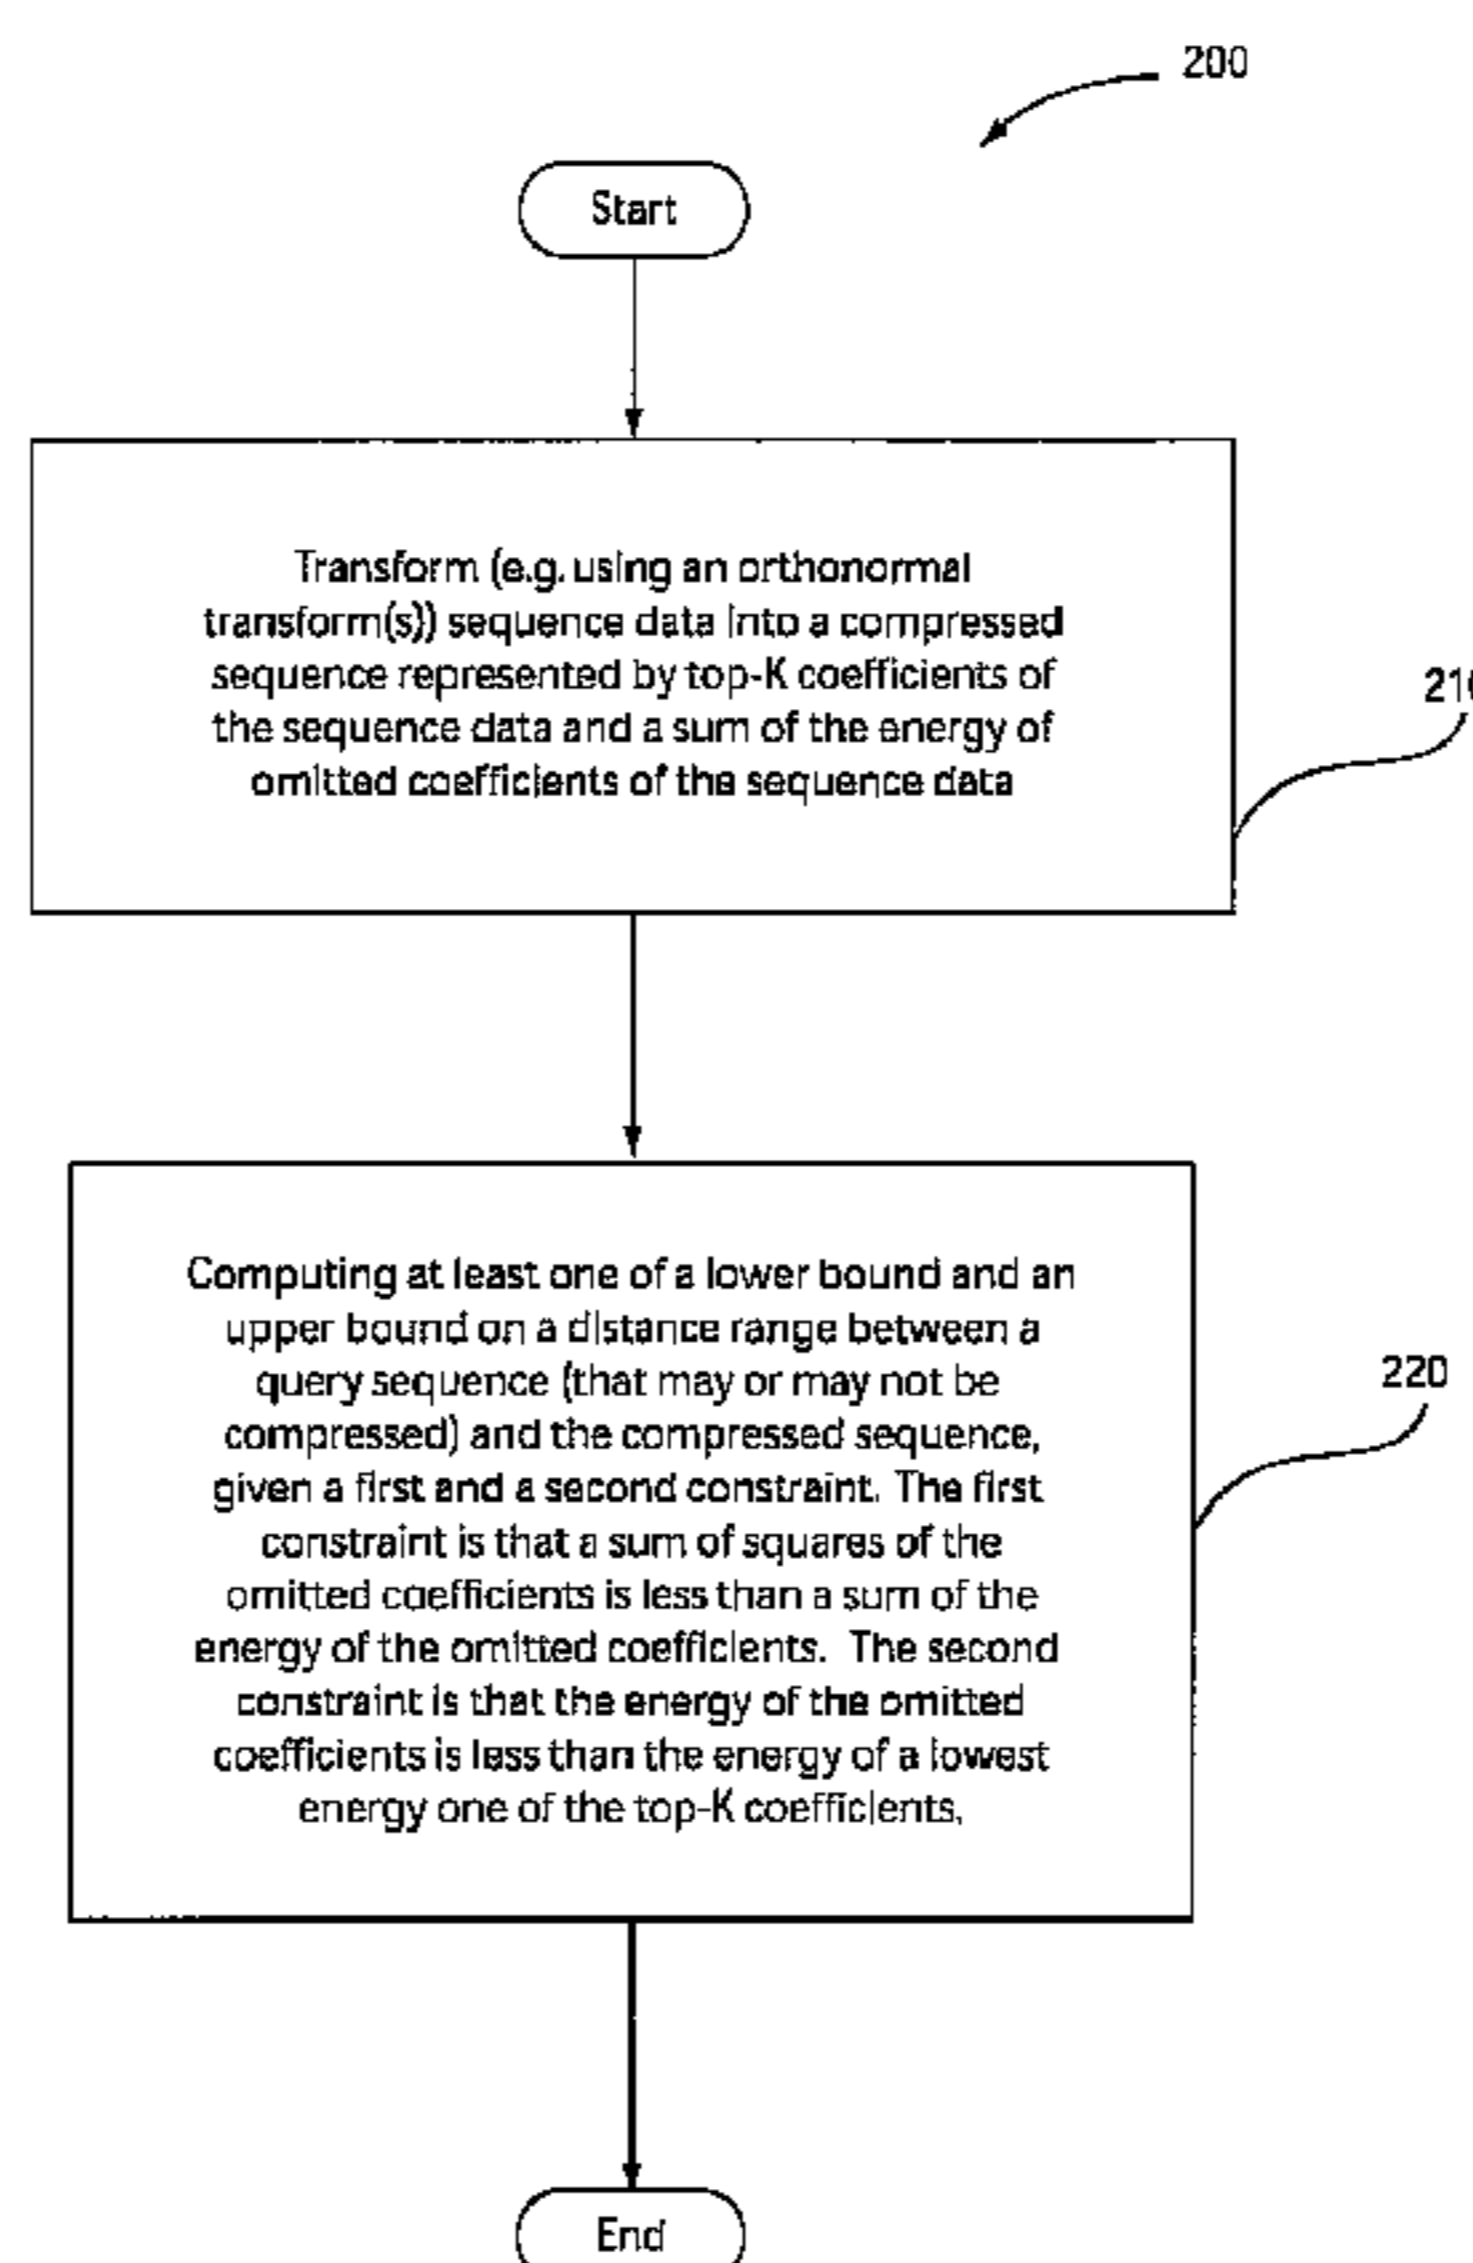 200
Start
Transform (e.g. using an orthonormal
transform(s)) sequence data into a compressed
sequence represented by top-K coefficients of
the sequence data and a sum of the energy of
omitted coefficients of the sequence data
210
Computing at least one of a lower bound and an
upper bound on a distance range between a
query sequence (that may or may not be
compressed) and the compressed sequence,
given a first and a second constraint. The first
constraint is that a sum of squares of the
omitted coefficients is less than a sum of the
energy of the omitted coefficients. The second
constraint is that the energy of the omitted
coefficients is less than the energy of a lowest
energy one of the top-K coefficients.
220
End